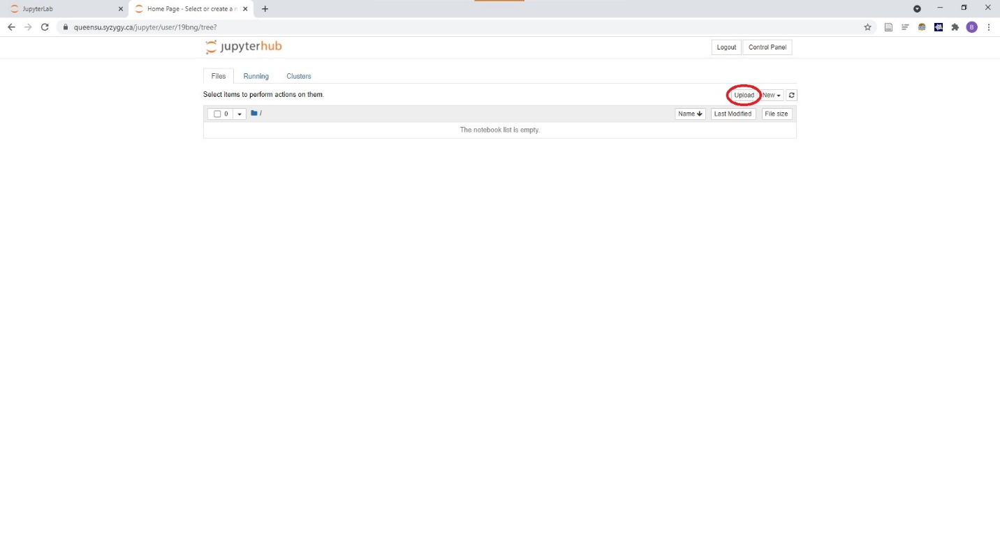 JupyterLab
Home Page - Select or create a n
queensu.syzygy.ca/jupyter/user/19bng/tree?
B
jupyterhub
Logout Control Panel
Files Running Clusters
Select items to perform actions on them.
Upload New
0 /
Name Last Modified File size
The notebook list is empty.